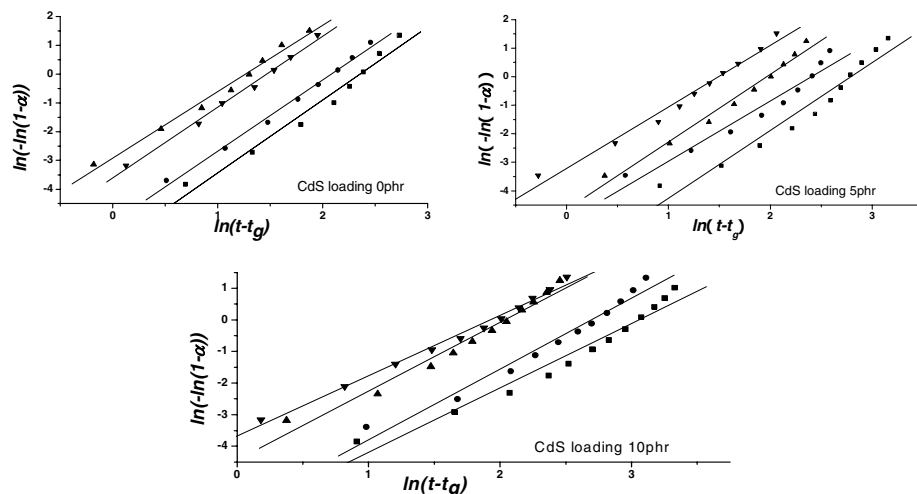 ln(-ln(1-α))
2
1
0
-1
-2
-3
-4
CdS loading 0phr
0 1 2 3
ln(t-tg)
ln(-ln( 1-α))
2
1
0
-1
-2
-3
-4
CdS loading 5phr
0 1 2 3
ln( t-tg)
ln(-ln(1-α))
1
0
-1
-2
-3
-4
CdS loading 10phr
0 1 2 3
ln(t-tg)